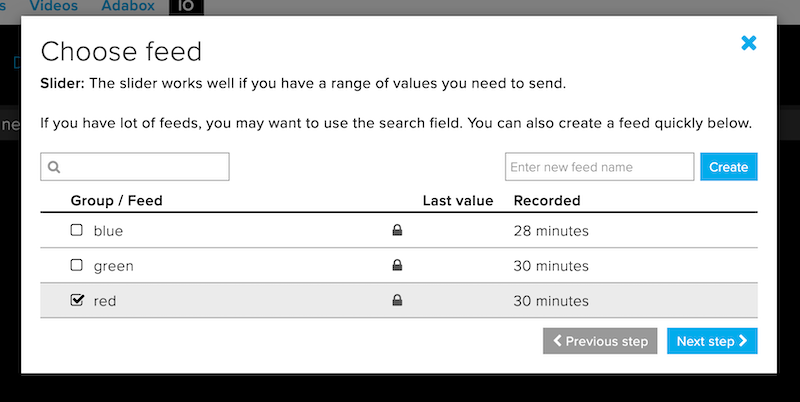 Videos Adabox IO
Choose feed
Slider: The slider works well if you have a range of values you need to send.
If you have lot of feeds, you may want to use the search field. You can also create a feed quickly below.
Enter new feed name Create
Group / Feed Last value Recorded
blue 28 minutes
green 30 minutes
red 30 minutes
Previous step Next step